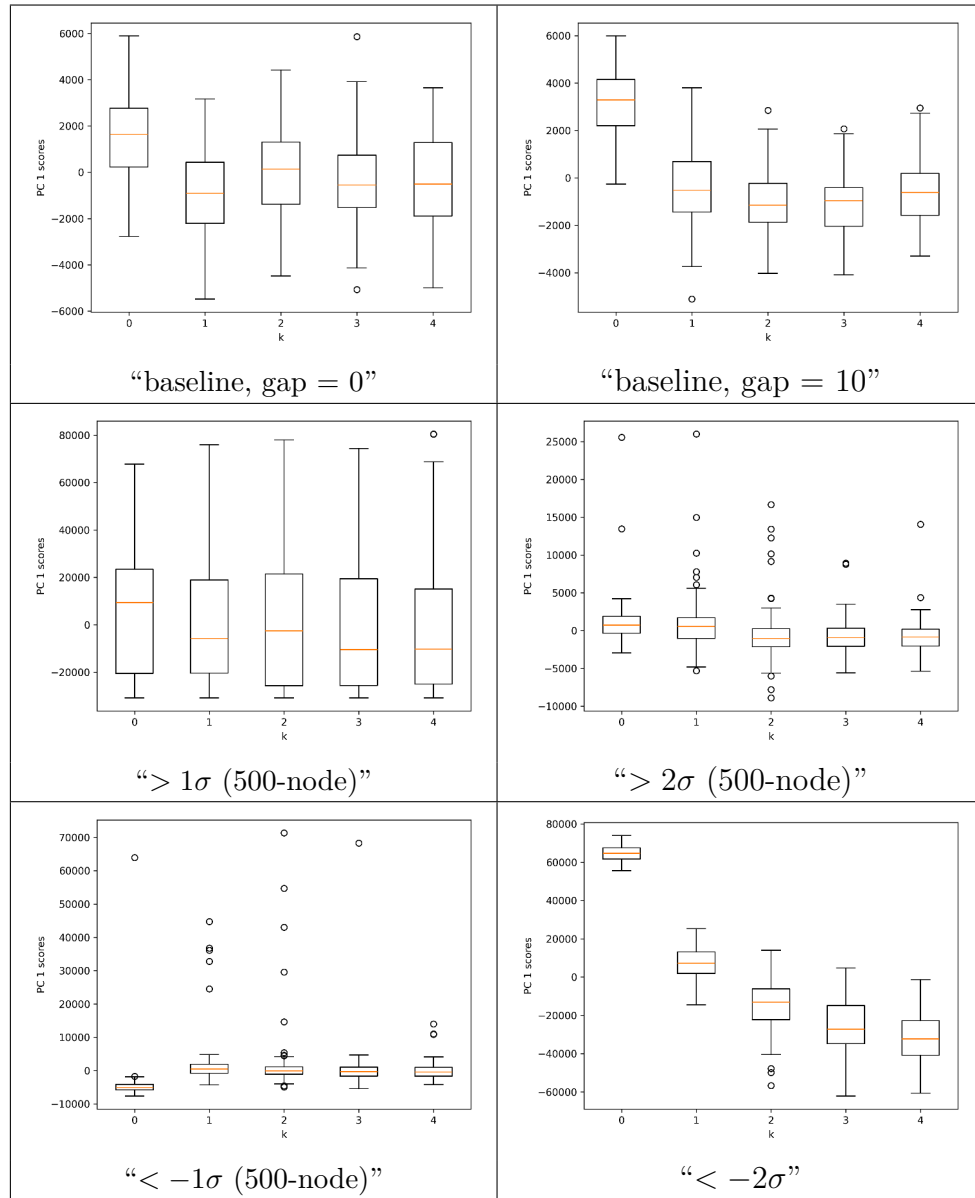 6000
4000
2000
0
−2000
−4000
−6000
PC 1 scores
0 1 2 3 4
k
“baseline, gap = 0”
6000
4000
2000
0
−2000
−4000
PC 1 scores
0 1 2 3 4
k
“baseline, gap = 10”
80000
60000
40000
20000
0
−20000
PC 1 scores
0 1 2 3 4
k
“> 1σ (500-node)”
25000
20000
15000
10000
5000
0
−5000
−10000
PC 1 scores
0 1 2 3 4
k
“> 2σ (500-node)”
70000
60000
50000
40000
30000
20000
10000
0
−10000
PC 1 scores
0 1 2 3 4
k
“< −1σ (500-node)”
80000
60000
40000
20000
0
−20000
−40000
−60000
PC 1 scores
0 1 2 3 4
k
“< −2σ”